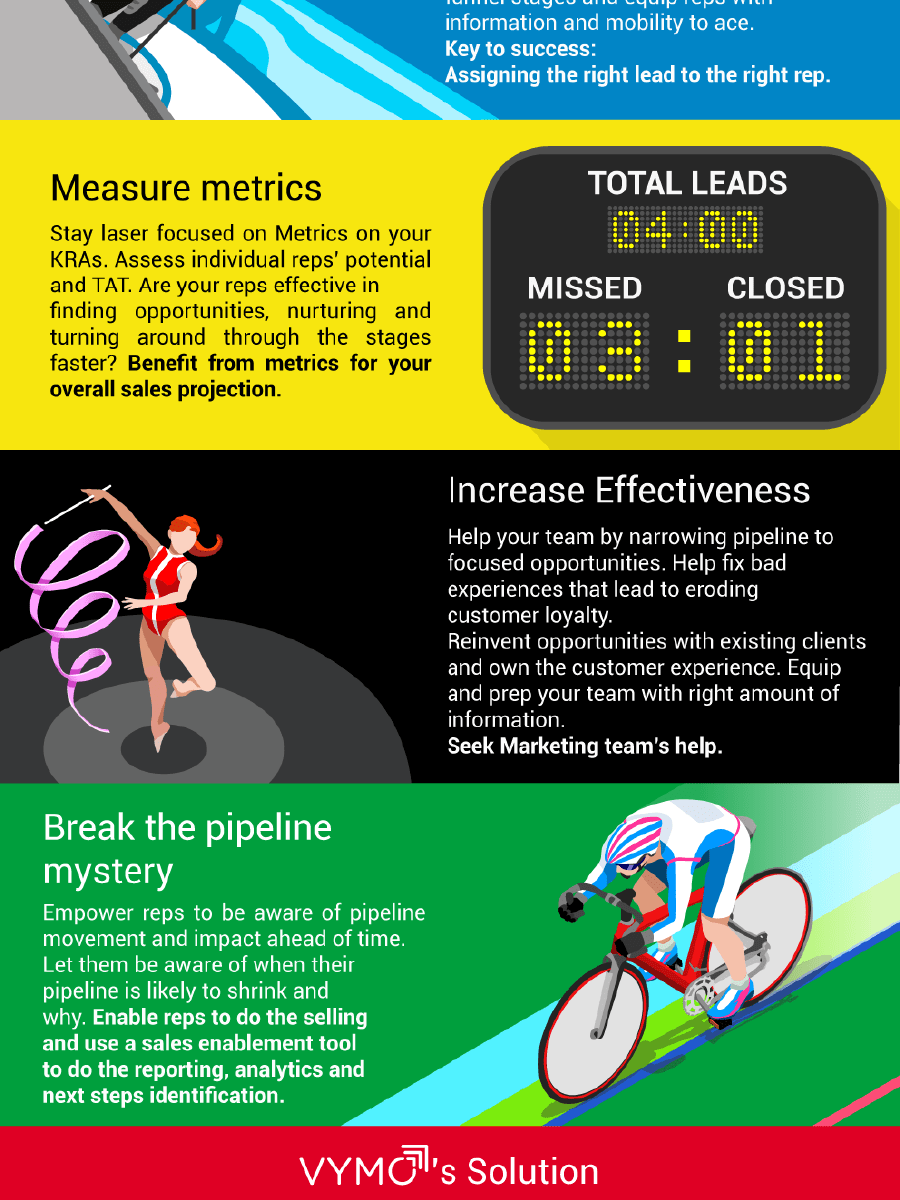 funnel stages and equip reps with
information and mobility to ace.
Key to success:
Assigning the right lead to the right rep.
Measure metrics
Stay laser focused on Metrics on your
KRAs. Assess individual reps' potential
and TAT. Are your reps effective in
finding opportunities, nurturing and
turning around through the stages
faster? Benefit from metrics for your
overall sales projection.
TOTAL LEADS
04:00
MISSED CLOSED
03:01
Increase Effectiveness
Help your team by narrowing pipeline to
focused opportunities. Help fix bad
experiences that lead to eroding
customer loyalty.
Reinvent opportunities with existing clients
and own the customer experience. Equip
and prep your team with right amount of
information.
Seek Marketing team's help.
Break the pipeline
mystery
Empower reps to be aware of pipeline
movement and impact ahead of time.
Let them be aware of when their
pipeline is likely to shrink and
why. Enable reps to do the selling
and use a sales enablement tool
to do the reporting, analytics and
next steps identification.
VYMO's Solution